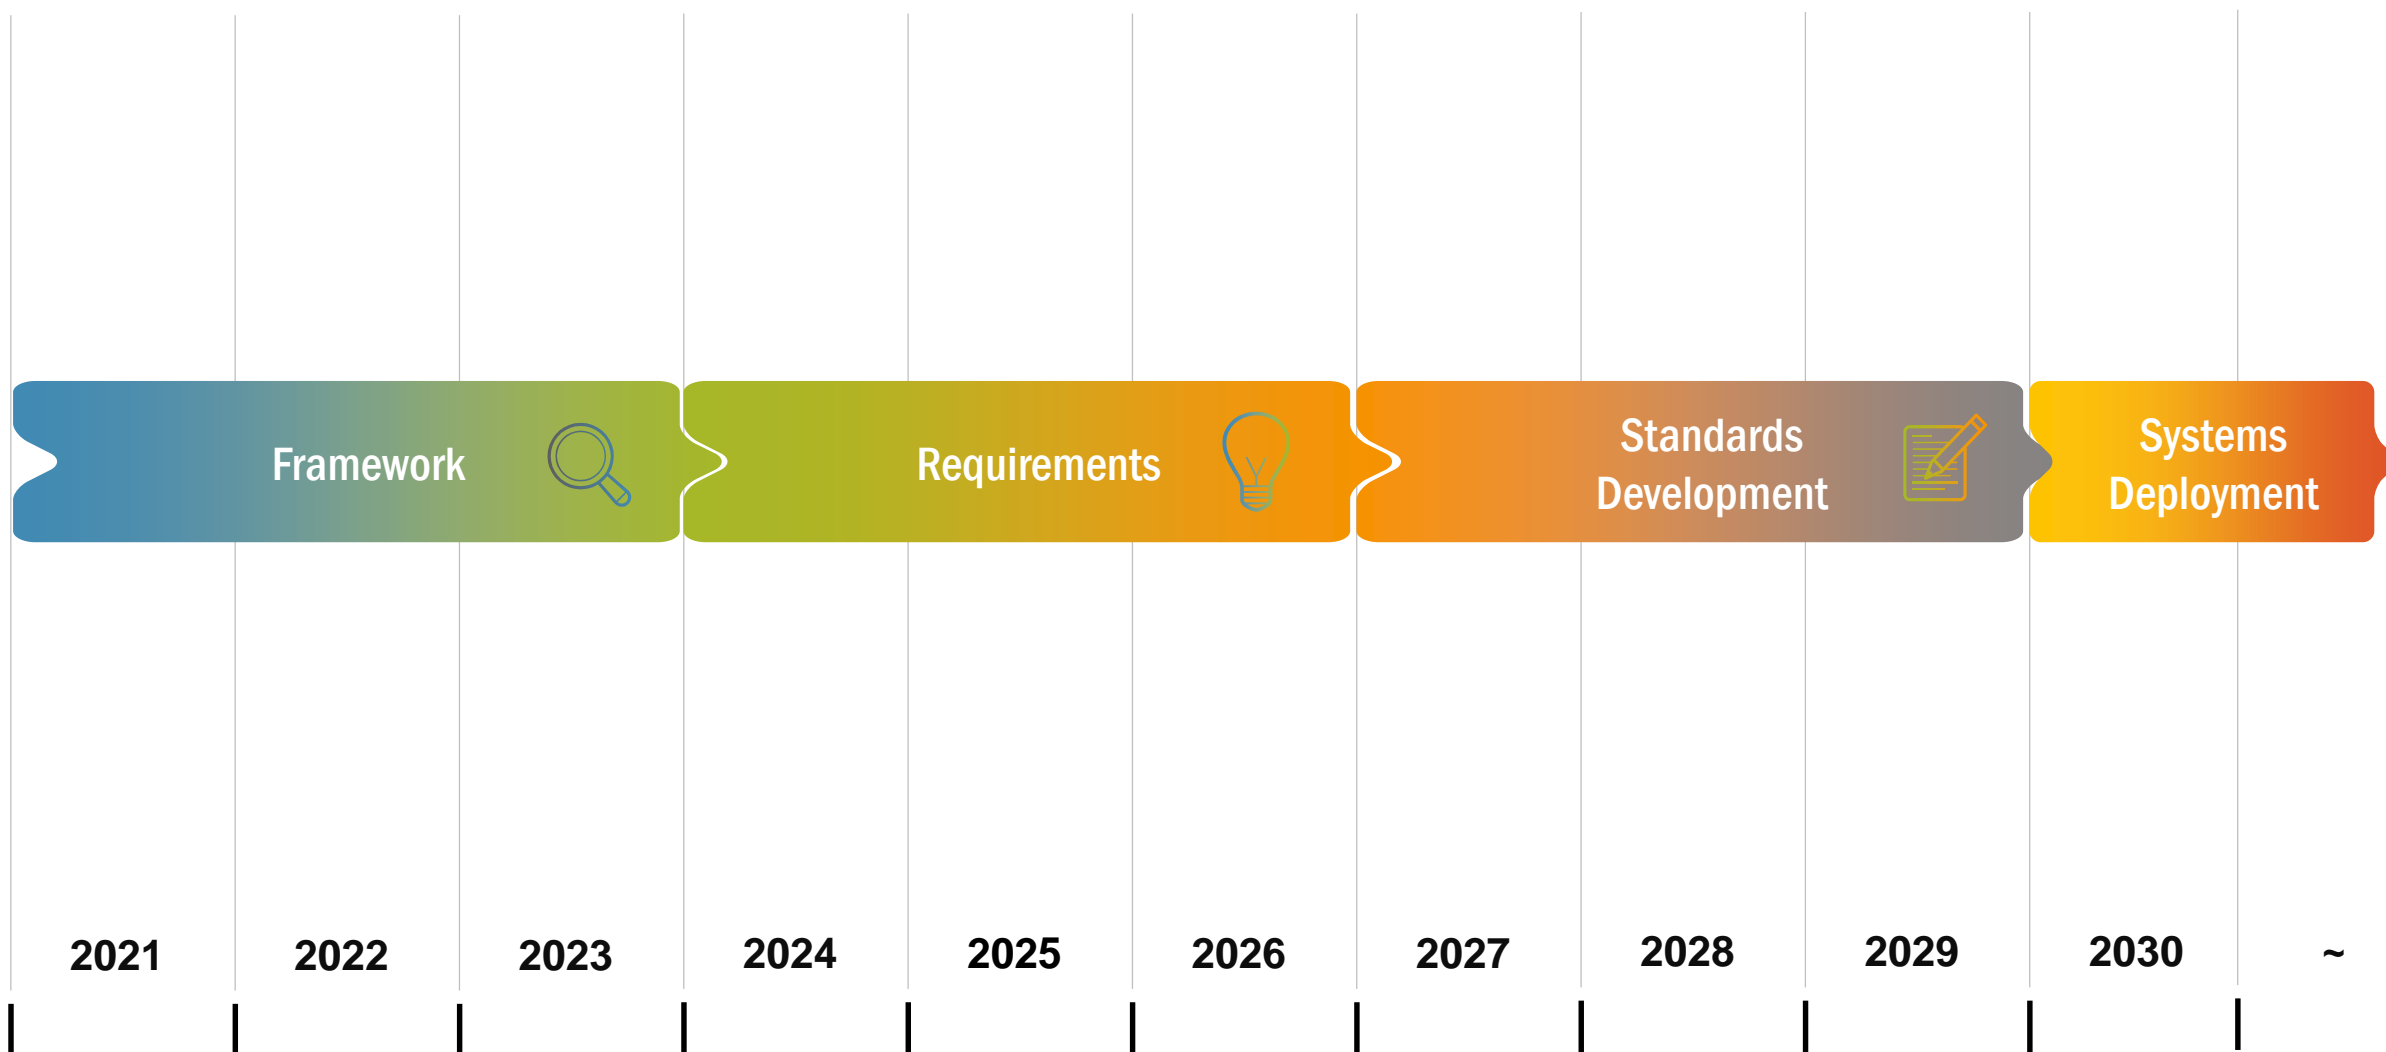 Framework
Requirements
Standards
Development
Systems
Deployment
2021 2022 2023 2024 2025 2026 2027 2028 2029 2030 ~